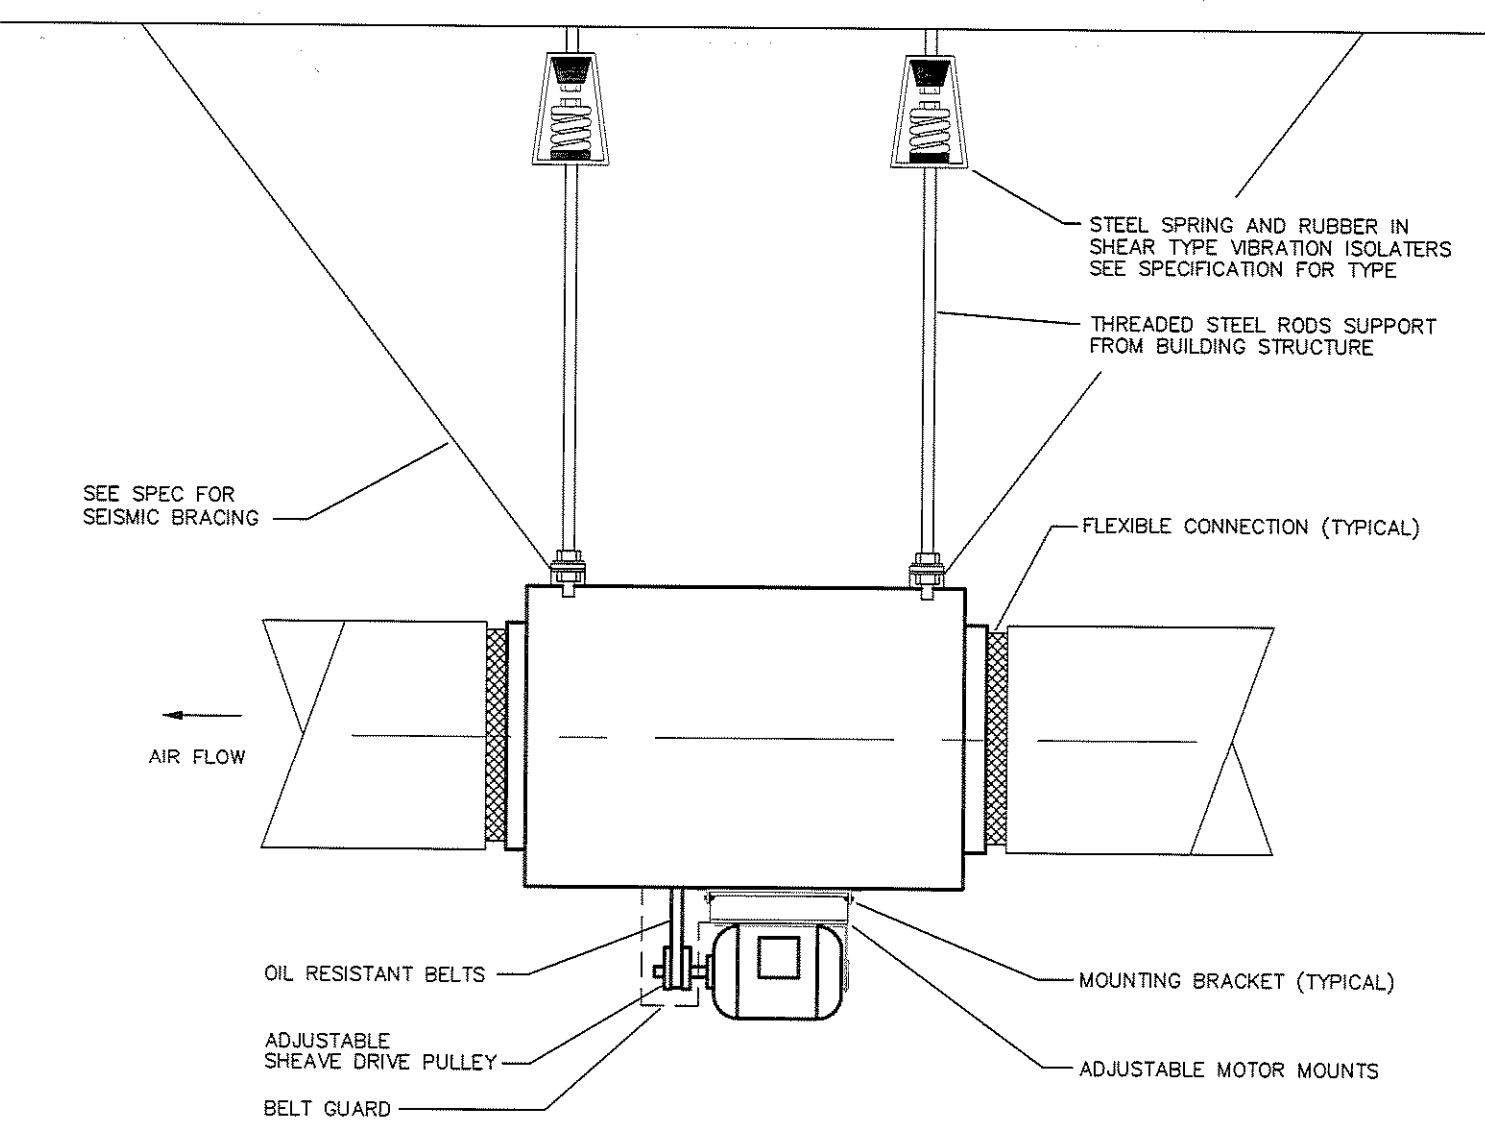 STEEL SPRING AND RUBBER IN
SHEAR TYPE VIBRATION ISOLATERS
SEE SPECIFICATION FOR TYPE
THREADED STEEL RODS SUPPORT
FROM BUILDING STRUCTURE
SEE SPEC FOR
SEISMIC BRACING
FLEXIBLE CONNECTION (TYPICAL)
AIR FLOW
OIL RESISTANT BELTS
MOUNTING BRACKET (TYPICAL)
ADJUSTABLE
SHEAVE DRIVE PULLEY
ADJUSTABLE MOTOR MOUNTS
BELT GUARD